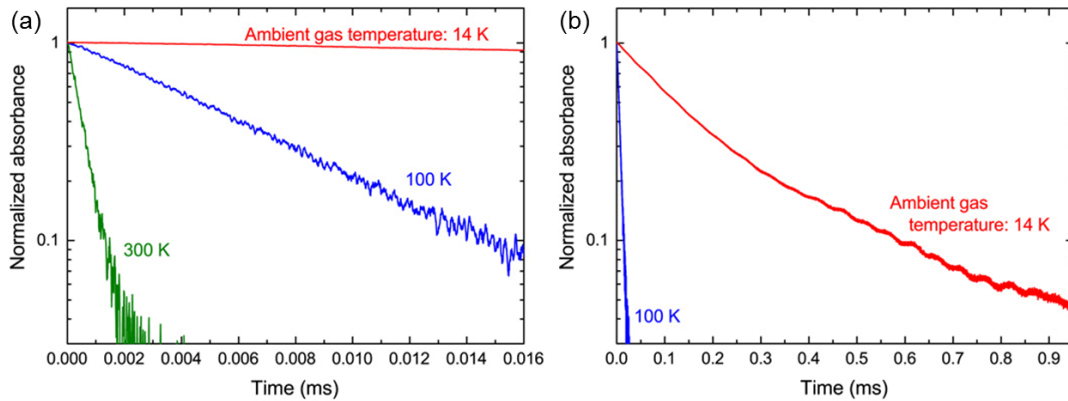 (a)
Normalized absorbance
1
0.1
Ambient gas temperature: 14 K
100 K
300 K
0.000 0.002 0.004 0.006 0.008 0.010 0.012 0.014 0.016
Time (ms)
(b)
Normalized absorbance
1
0.1
Ambient gas
temperature: 14 K
100 K
0.0 0.1 0.2 0.3 0.4 0.5 0.6 0.7 0.8 0.9
Time (ms)